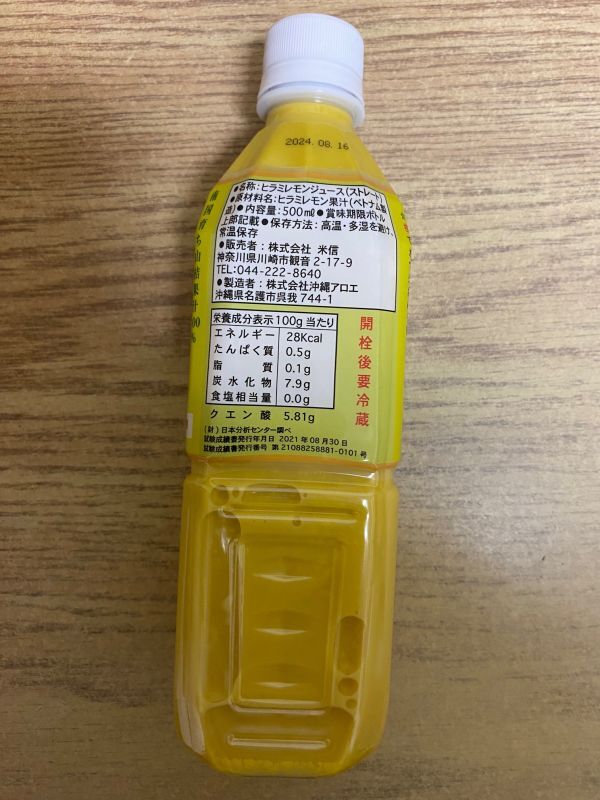 2024. 08. 16
●名称:ヒラミレモンジュース(ストレート)
●原材料名:ヒラミレモン果汁(ベトナム製
造)●内容量:500㎖●賞味期限ボトル
上部記載●保存方法:高温・多湿を避け、
常温保存
●販売者:株式会社 米信
神奈川県川崎市観音 2-17-9
TEL:044-222-8640
●製造者:株式会社沖縄アロエ
沖縄県名護市呉我 744-1
栄養成分表示100g 当たり
エネルギー 28Kcal
たんぱく質 0.5g
脂質 0.1g
炭水化物 7.9g
食塩相当量 0.0g
クエン酸 5.81g
(財)日本分析センター調べ
試験成績書発行年月日 2021 年 08 月 30 日
試験成績書発行番号 第 21088258881-0101 号
開栓後要冷蔵